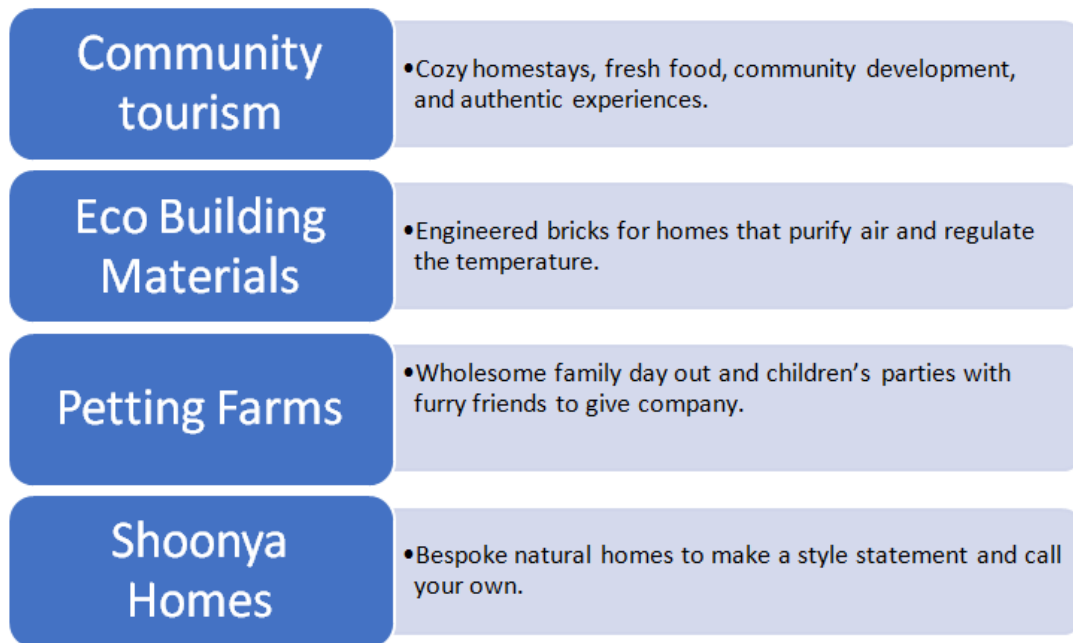 Community
tourism
•Cozy homestays, fresh food, community development,
and authentic experiences.
Eco Building
Materials
•Engineered bricks for homes that purify air and regulate
the temperature.
Petting Farms
•Wholesome family day out and children’s parties with
furry friends to give company.
Shoonya
Homes
•Bespoke natural homes to make a style statement and call
your own.